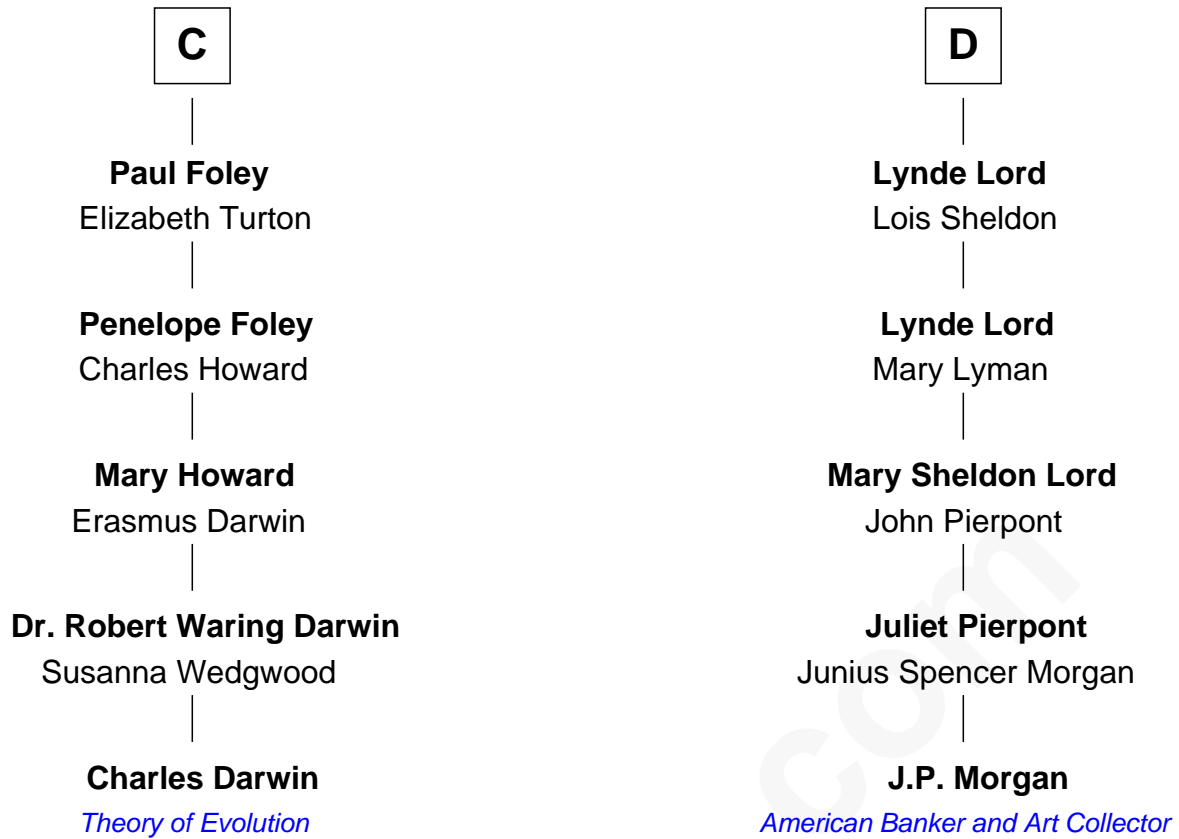 C
Paul Foley
Elizabeth Turton
Penelope Foley
Charles Howard
Mary Howard
Erasmus Darwin
Dr. Robert Waring Darwin
Susanna Wedgwood
Charles Darwin
Theory of Evolution
D
Lynde Lord
Lois Sheldon
Lynde Lord
Mary Lyman
Mary Sheldon Lord
John Pierpont
Juliet Pierpont
Junius Spencer Morgan
J.P. Morgan
American Banker and Art Collector
com